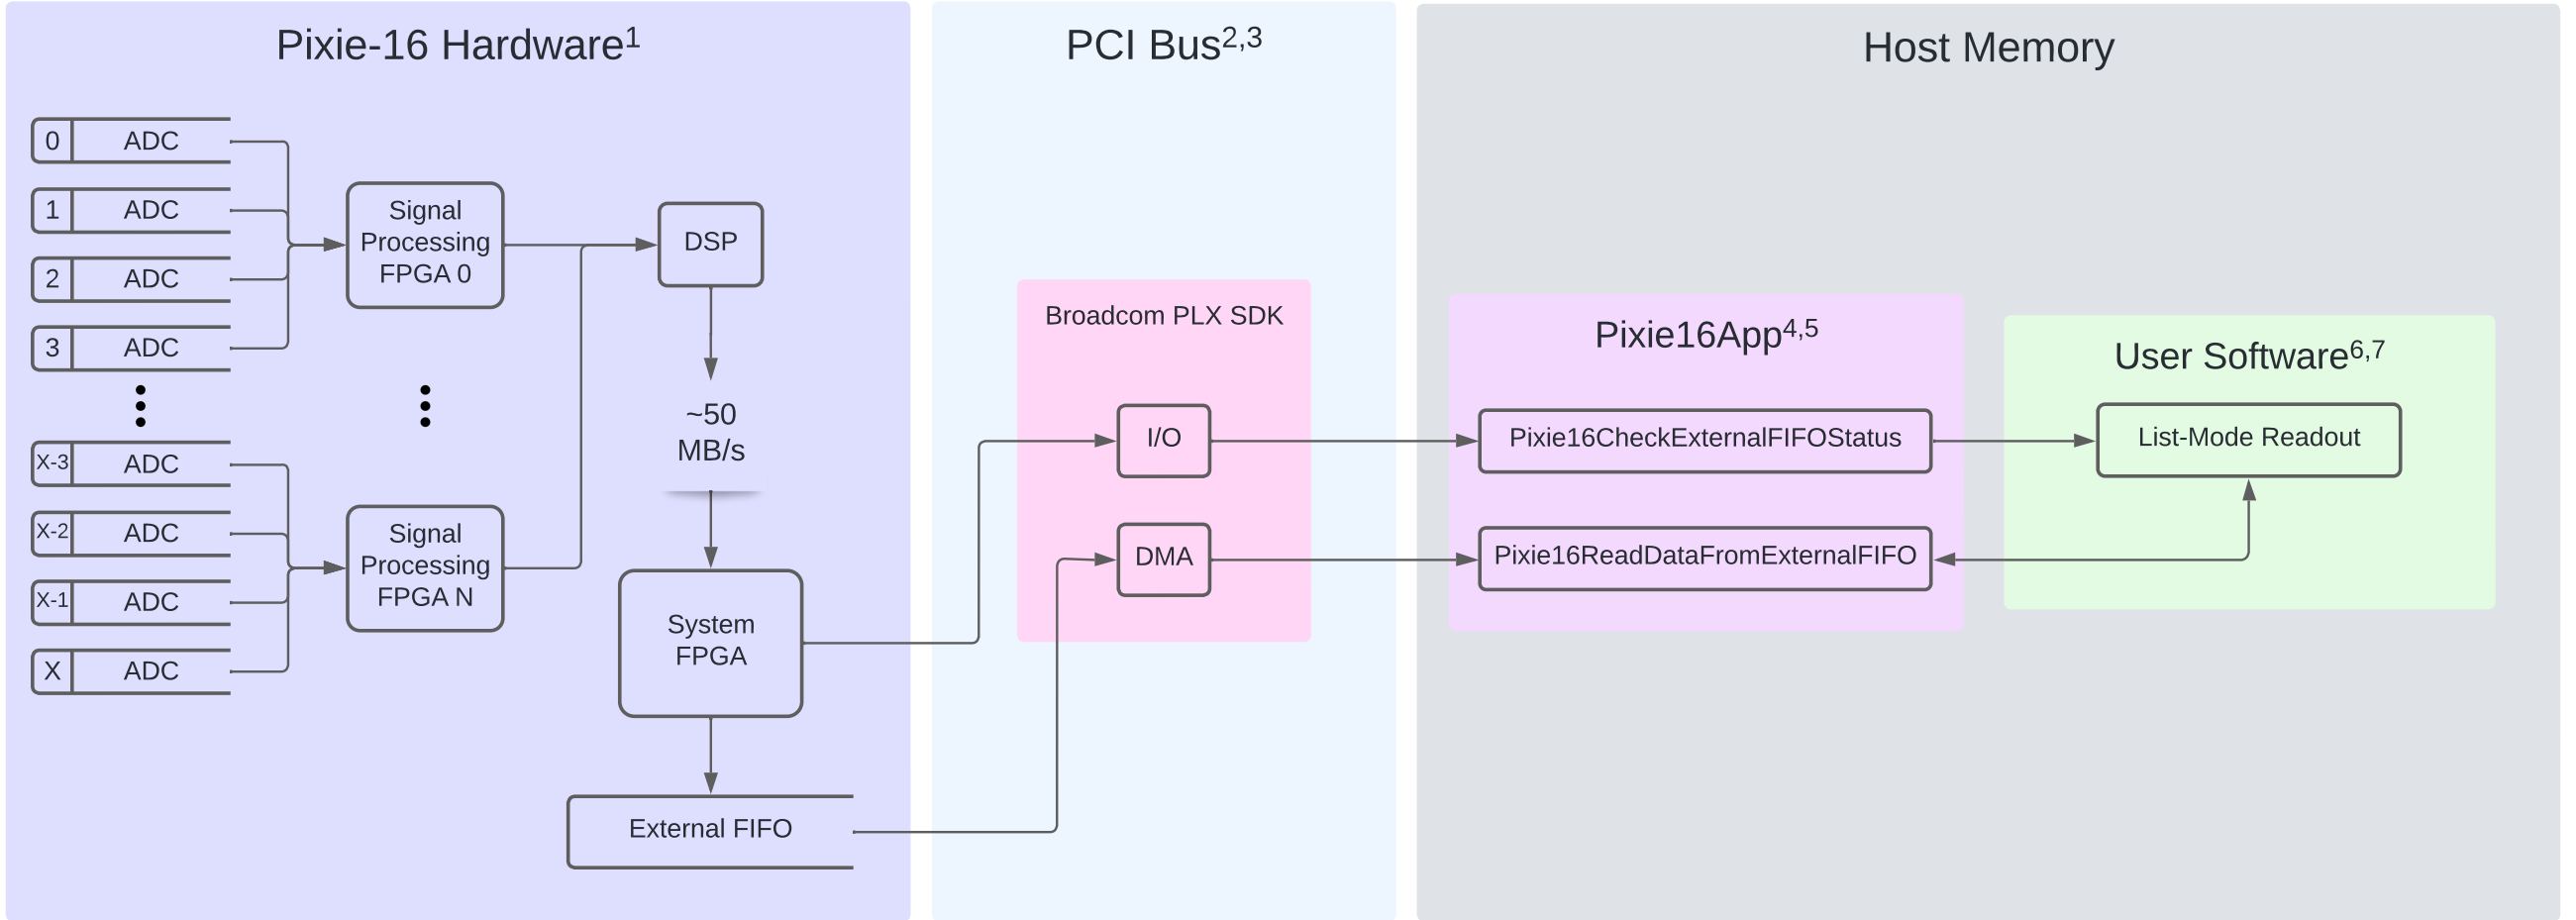 Pixie-16 Hardware1
0 ADC
1 ADC
2 ADC
3 ADC
X-3 ADC
X-2 ADC
X-1 ADC
X ADC
Signal
Processing
FPGA 0
Signal
Processing
FPGA N
DSP
~50
MB/s
System
FPGA
External FIFO
PCI Bus2,3
Broadcom PLX SDK
I/O
DMA
Host Memory
Pixie16App4,5
Pixie16CheckExternalFIFOStatus
Pixie16ReadDataFromExternalFIFO
User Software6,7
List-Mode Readout